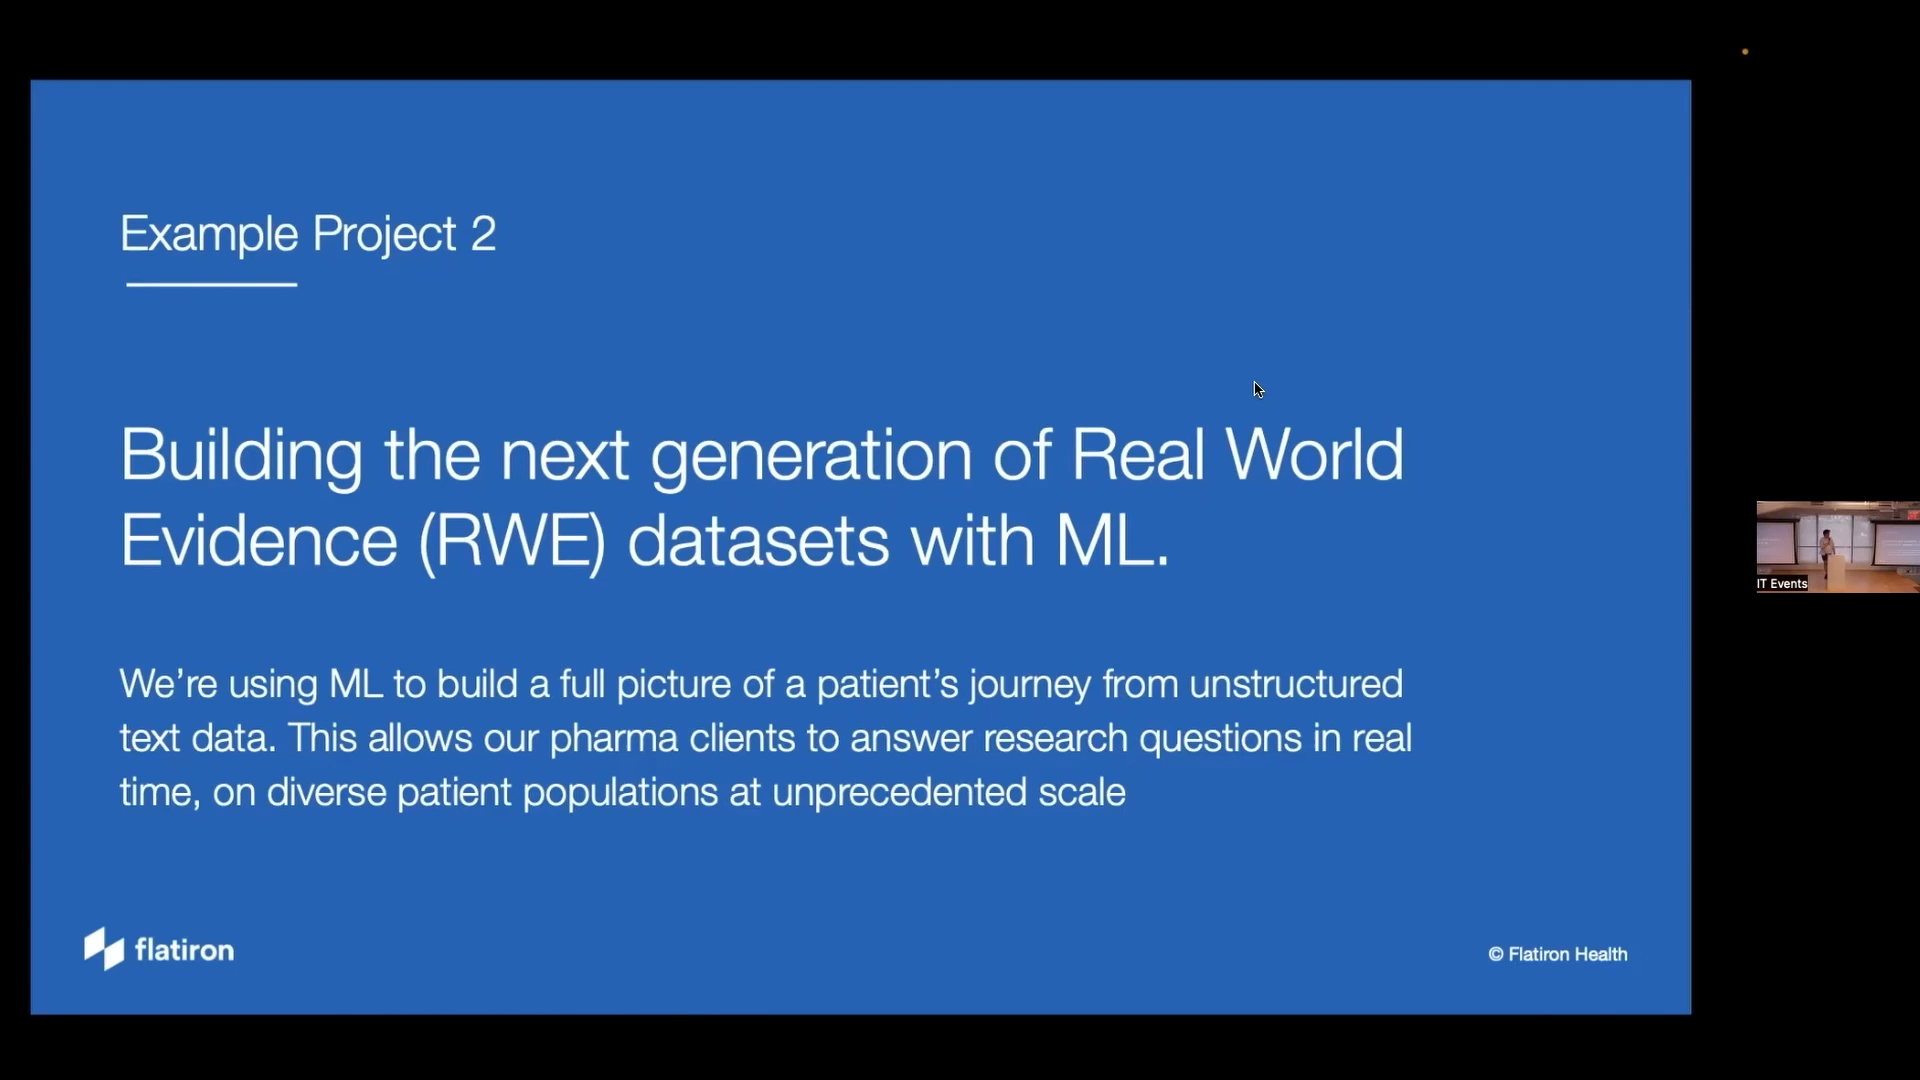 Example Project 2
Building the next generation of Real World
Evidence (RWE) datasets with ML.
We’re using ML to build a full picture of a patient’s journey from unstructured
text data. This allows our pharma clients to answer research questions in real
time, on diverse patient populations at unprecedented scale
flatiron
© Flatiron Health
IT Events